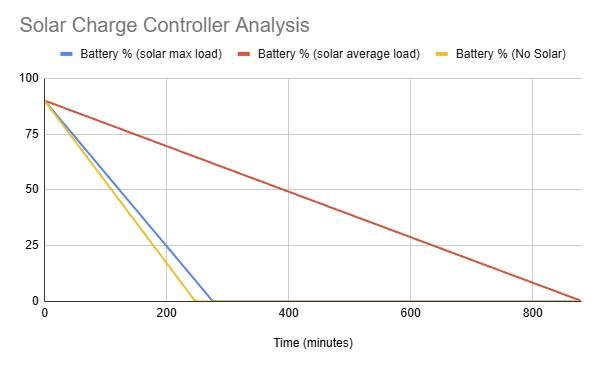 Solar Charge Controller Analysis
Battery % (solar max load) Battery % (solar average load) Battery % (No Solar)
100
75
50
25
0
0 200 400 600 800
Time (minutes)